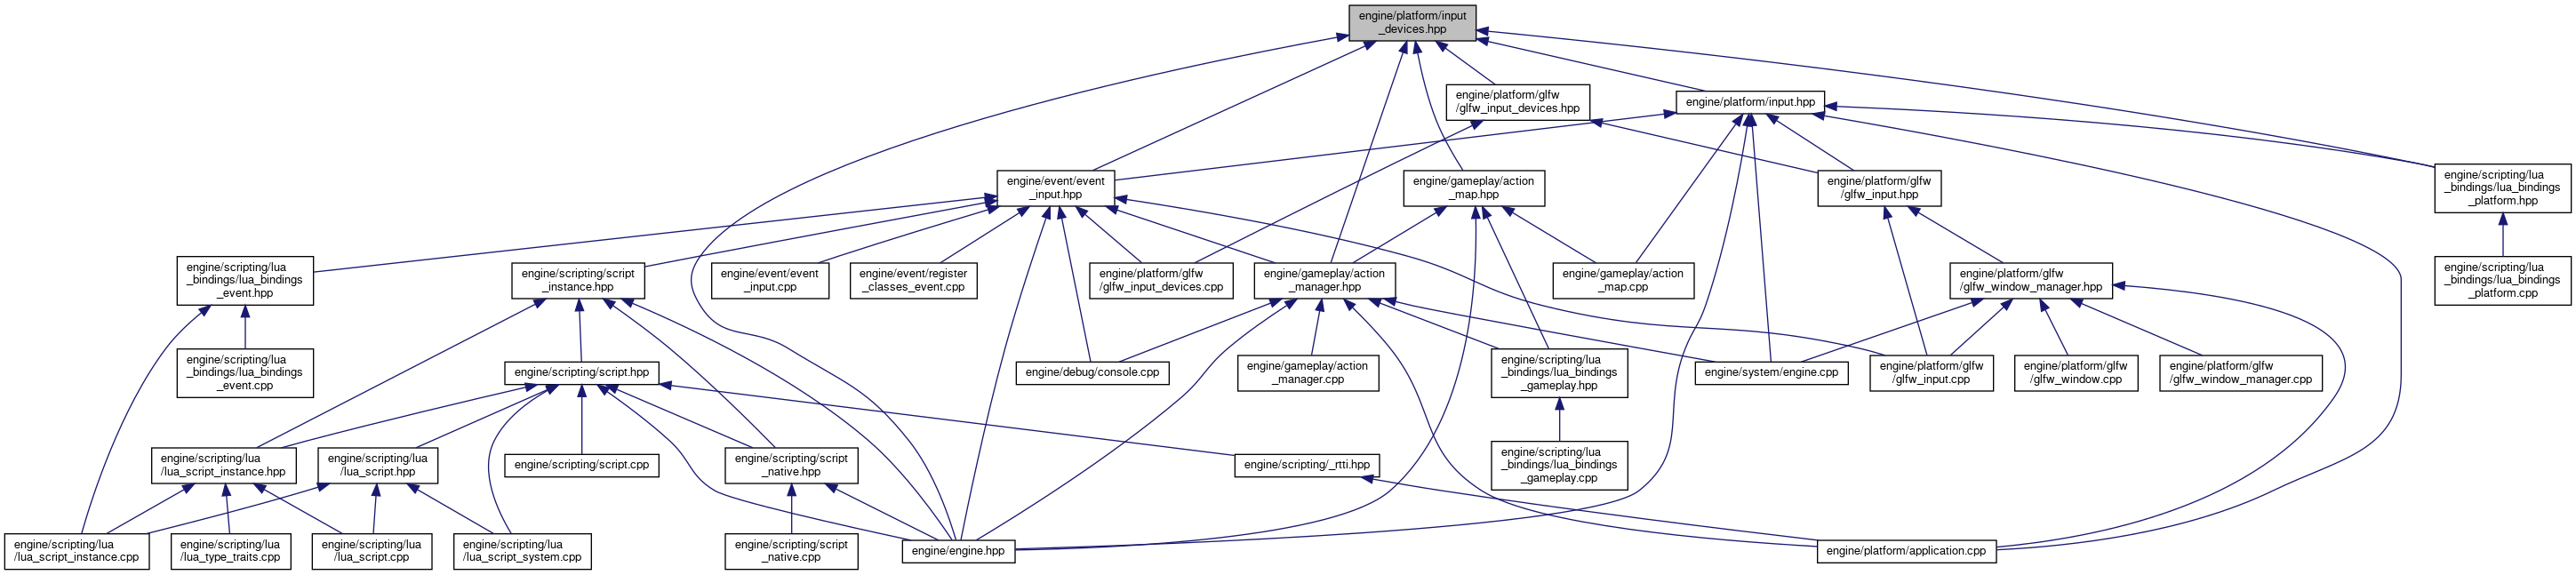 engine/platform/input
_devices.hpp
engine/platform/glfw
/glfw_input_devices.hpp
engine/platform/input.hpp
engine/event/event
_input.hpp
engine/gameplay/action
_map.hpp
engine/platform/glfw
/glfw_input.hpp
engine/scripting/lua
_bindings/lua_bindings
_platform.hpp
engine/scripting/lua
_bindings/lua_bindings
_event.hpp
engine/scripting/script
_instance.hpp
engine/event/event
_input.cpp
engine/event/register
_classes_event.cpp
engine/platform/glfw
/glfw_input_devices.cpp
engine/gameplay/action
_manager.hpp
engine/gameplay/action
_map.cpp
engine/platform/glfw
/glfw_window_manager.hpp
engine/scripting/lua
_bindings/lua_bindings
_platform.cpp
engine/scripting/lua
_bindings/lua_bindings
_event.cpp
engine/scripting/script.hpp
engine/debug/console.cpp
engine/gameplay/action
_manager.cpp
engine/scripting/lua
_bindings/lua_bindings
_gameplay.hpp
engine/system/engine.cpp
engine/platform/glfw
/glfw_input.cpp
engine/platform/glfw
/glfw_window.cpp
engine/platform/glfw
/glfw_window_manager.cpp
engine/scripting/lua
/lua_script_instance.hpp
engine/scripting/lua
/lua_script.hpp
engine/scripting/script.cpp
engine/scripting/script
_native.hpp
engine/scripting/_rtti.hpp
engine/scripting/lua
_bindings/lua_bindings
_gameplay.cpp
engine/scripting/lua
/lua_script_instance.cpp
engine/scripting/lua
/lua_type_traits.cpp
engine/scripting/lua
/lua_script.cpp
engine/scripting/lua
/lua_script_system.cpp
engine/scripting/script
_native.cpp
engine/engine.hpp
engine/platform/application.cpp